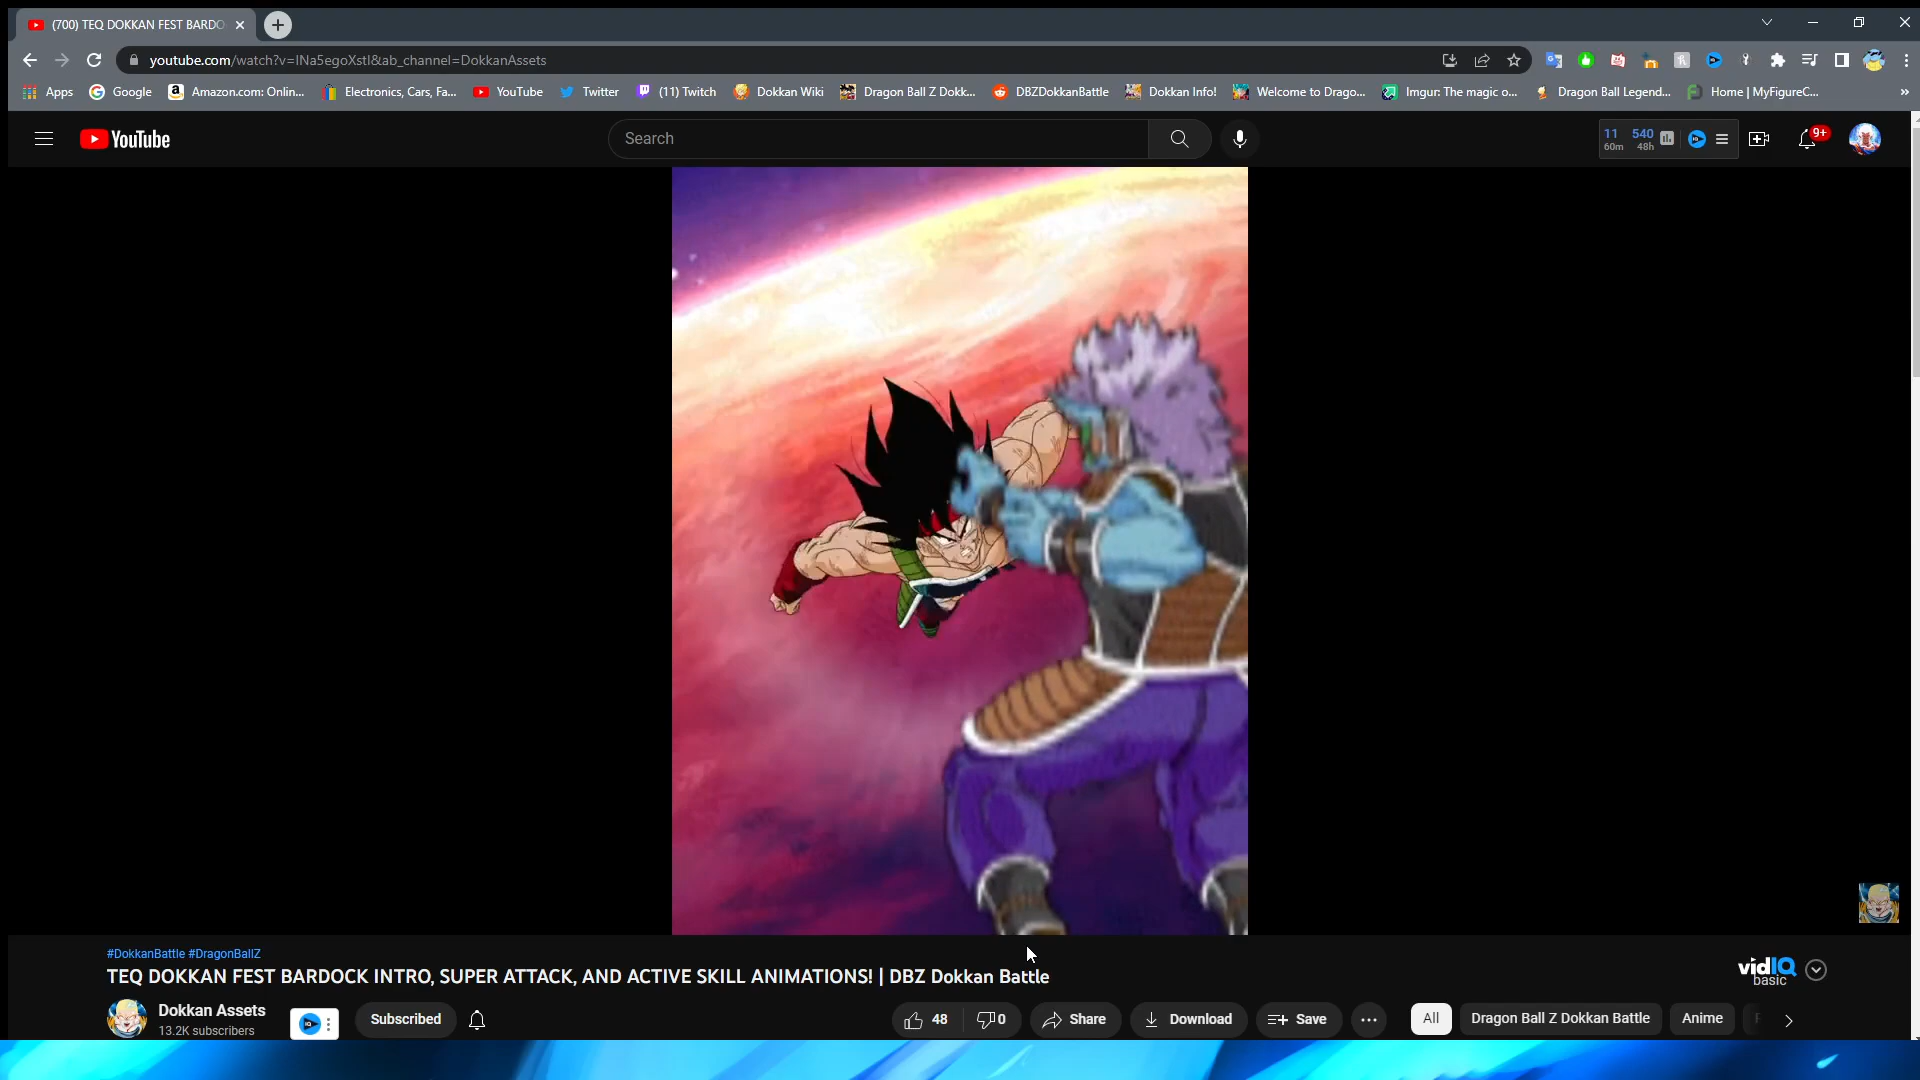 (700) TEQ DOKKAN FEST BARDO
youtube.com/watch?v=INa5egoXstI&ab_channel=DokkanAssets
Apps
Google
Amazon.com: Onlin...
Electronics, Cars, Fa...
YouTube
Twitter
(11) Twitch
Dokkan Wiki
Dragon Ball Z Dokk...
DBZDokkanBattle
Dokkan Info!
Welcome to Drago...
Imgur: The magic o...
Dragon Ball Legend...
Home | MyFigureC...
YouTube
Search
11 540
60m 48h
9+
#DokkanBattle #DragonBallZ
TEQ DOKKAN FEST BARDOCK INTRO, SUPER ATTACK, AND ACTIVE SKILL ANIMATIONS! | DBZ Dokkan Battle
vidIQ
basic
Dokkan Assets
13.2K subscribers
Subscribed
48
0
Share
Download
Save
All
Dragon Ball Z Dokkan Battle
Anime